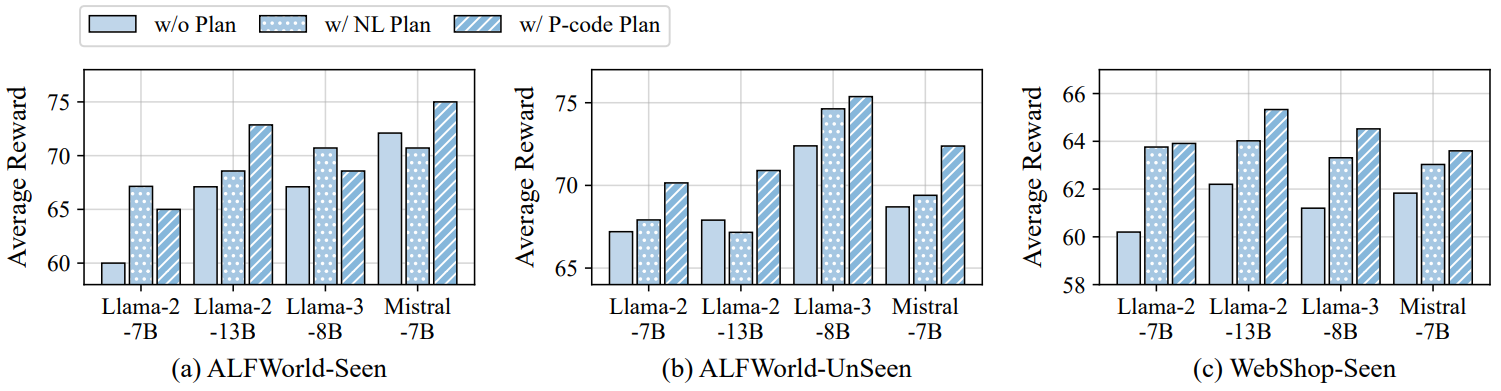 w/o Plan w/ NL Plan w/ P-code Plan
Average Reward
75
70
65
60
Llama-2 Llama-2 Llama-3 Mistral
-7B -13B -8B -7B
(a) ALFWorld-Seen
Average Reward
75
70
65
Llama-2 Llama-2 Llama-3 Mistral
-7B -13B -8B -7B
(b) ALFWorld-UnSeen
Average Reward
66
64
62
60
58
Llama-2 Llama-2 Llama-3 Mistral
-7B -13B -8B -7B
(c) WebShop-Seen